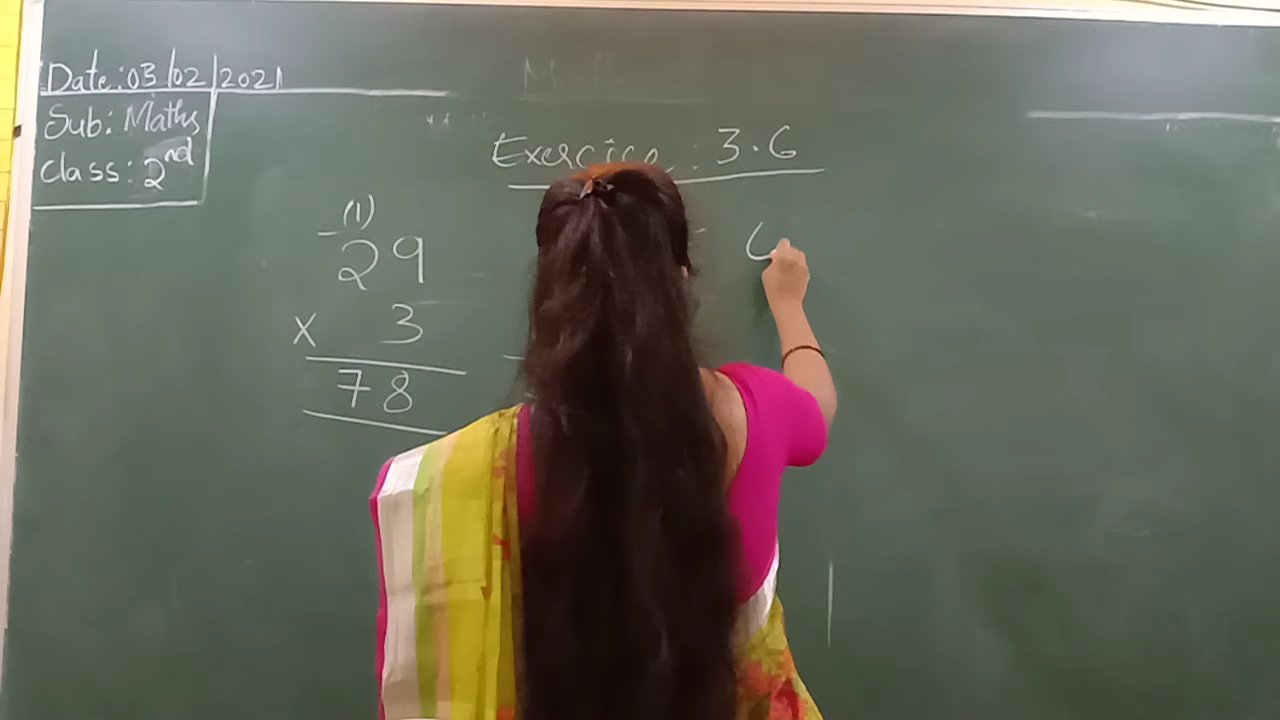 Date: 03/02/2021
Sub: Maths
Class: 2nd
Exercise: 3.6
(1)
29
x 3
78